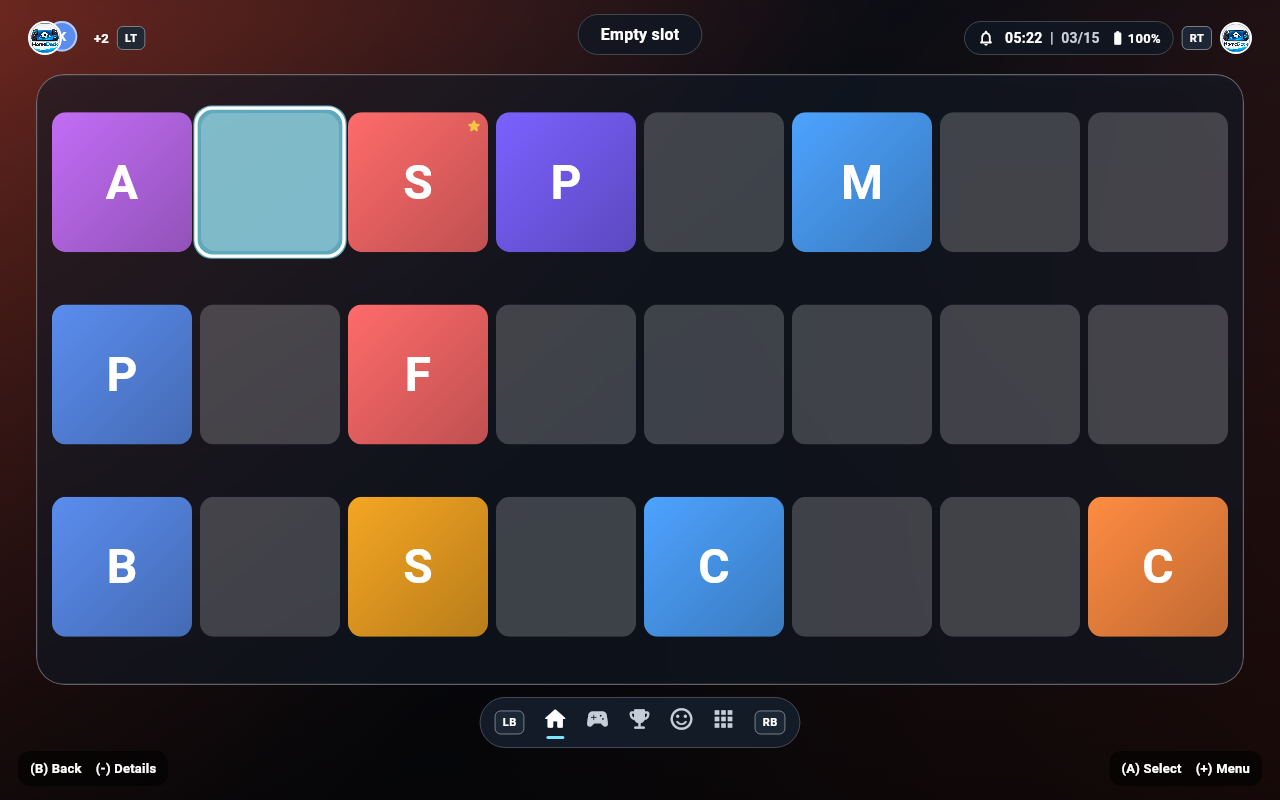 +2 LT
Empty slot
05:22 | 03/15 100% RT
A S P M
P F
B S C C
LB RB
(B) Back (-) Details
(A) Select (+) Menu